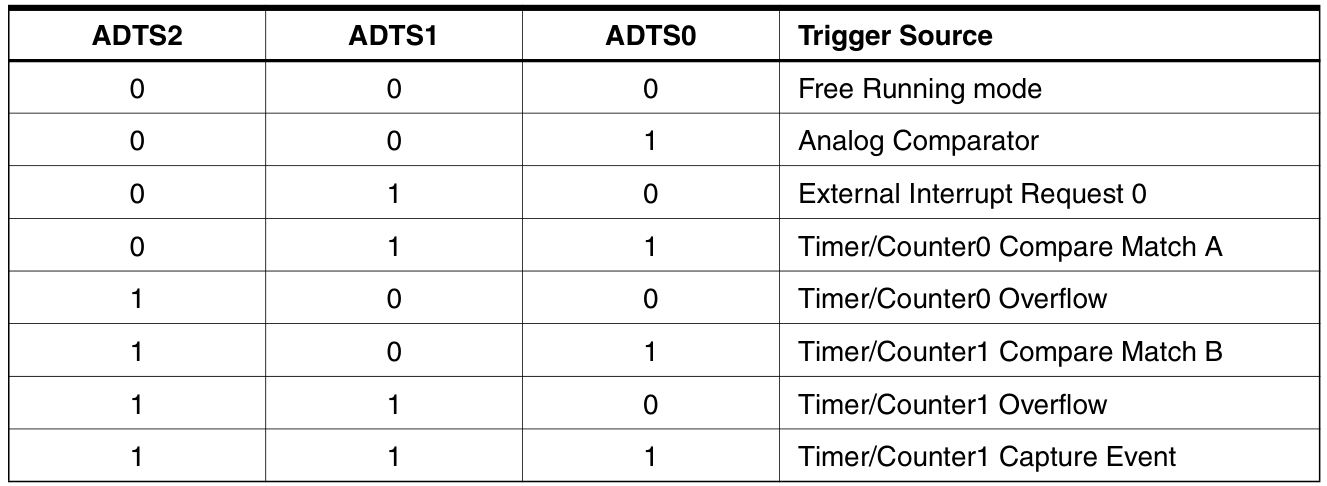 ADTS2 ADTS1 ADTS0 Trigger Source
0 0 0 Free Running mode
0 0 1 Analog Comparator
0 1 0 External Interrupt Request 0
0 1 1 Timer/Counter0 Compare Match A
1 0 0 Timer/Counter0 Overflow
1 0 1 Timer/Counter1 Compare Match B
1 1 0 Timer/Counter1 Overflow
1 1 1 Timer/Counter1 Capture Event